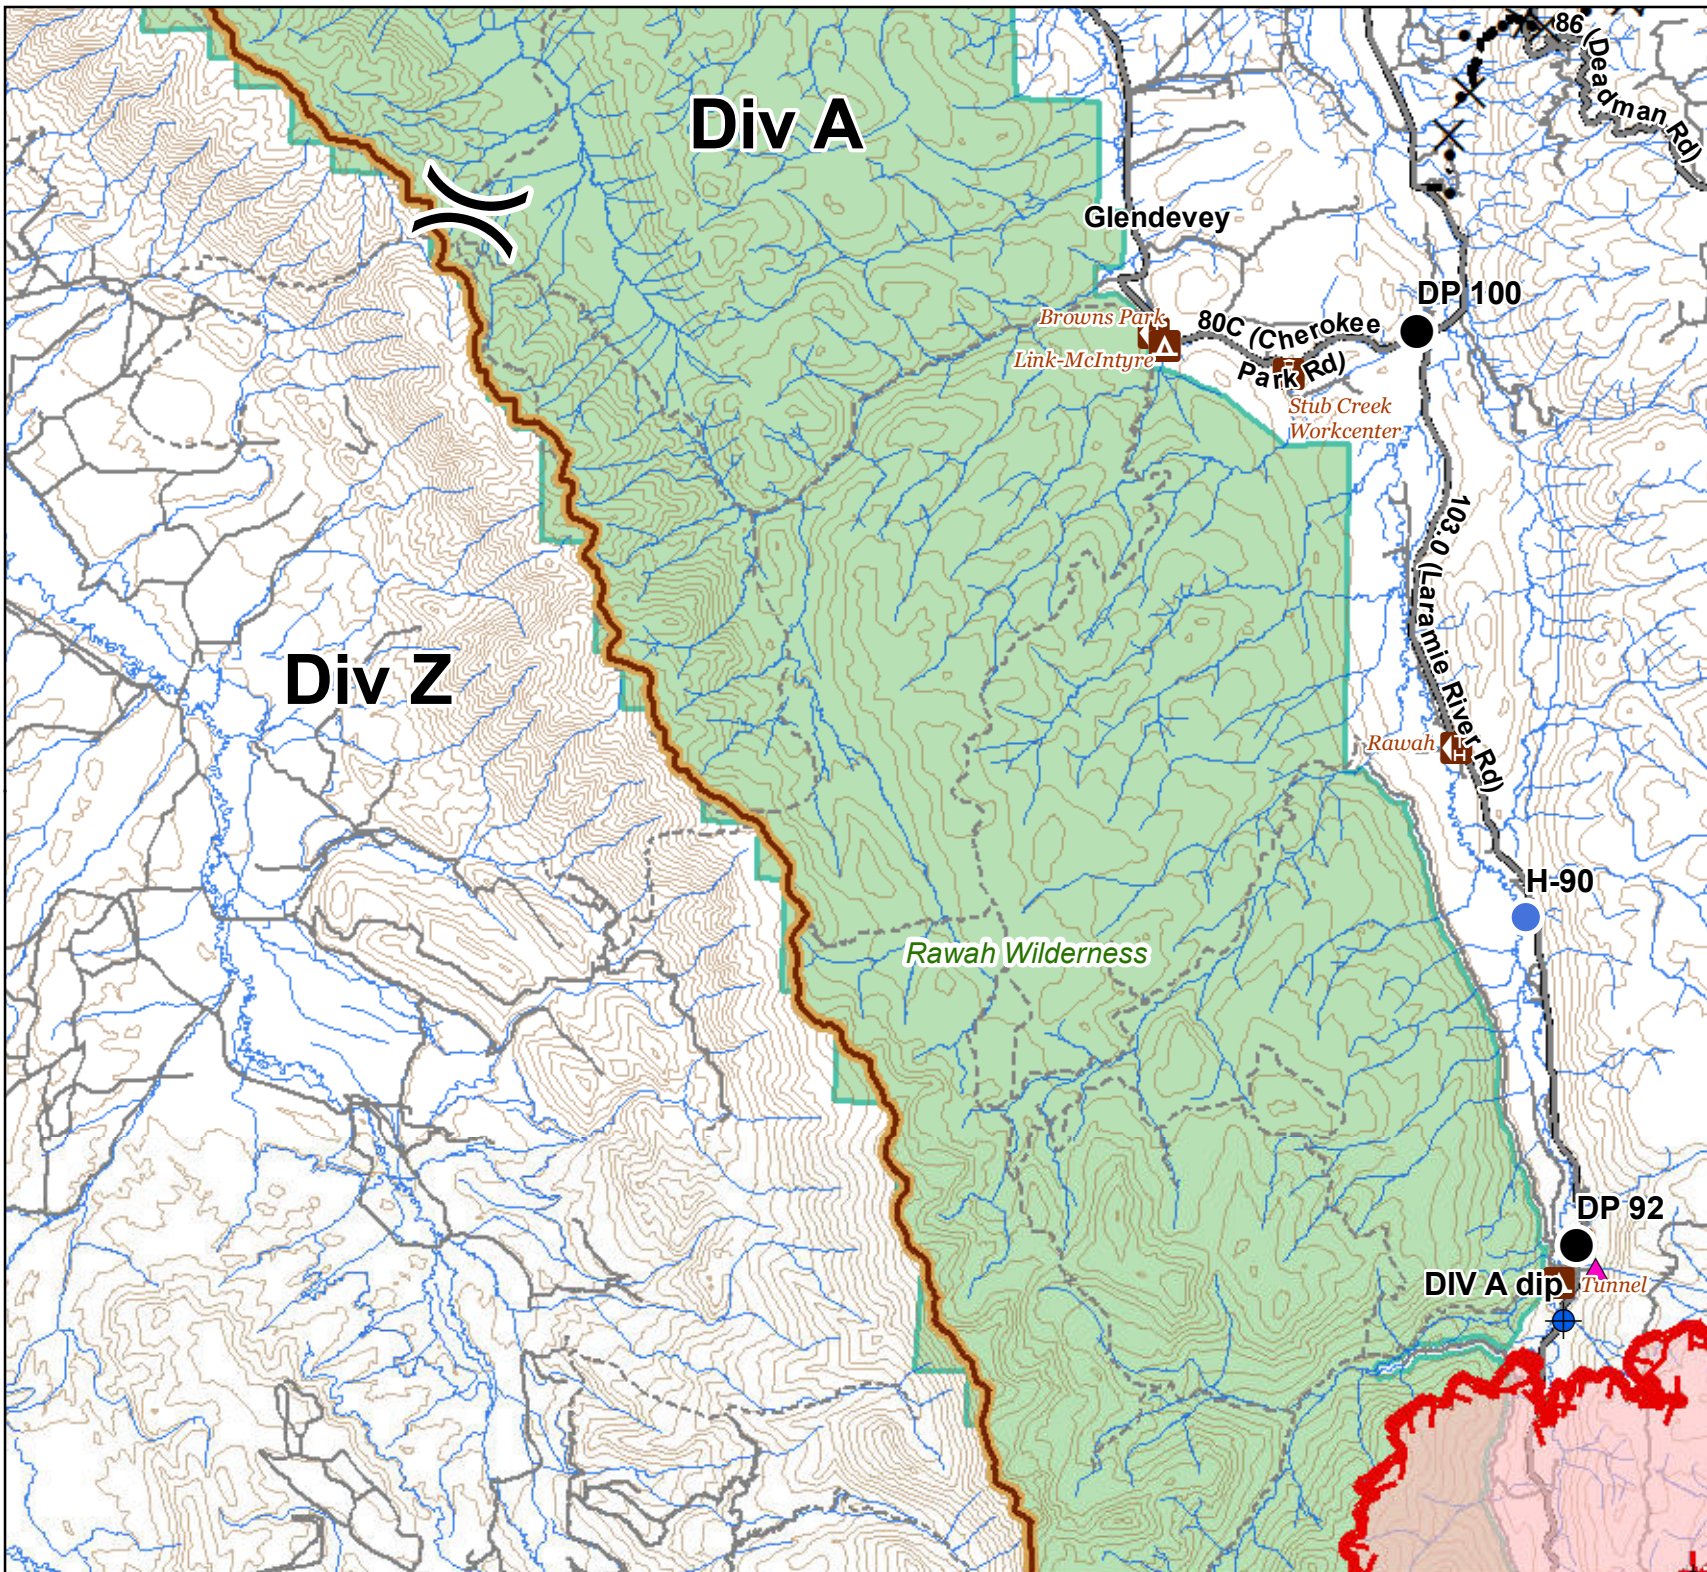 86 (Deadman Rd)
Div A
Glendevey
DP 100
Browns Park
80C (Cherokee
Park Rd)
Link-McIntyre
Stub Creek
Workcenter
103.0 (Laramie River Rd)
Div Z
Rawah
H-90
Rawah Wilderness
DP 92
DIV A dip
Tunnel